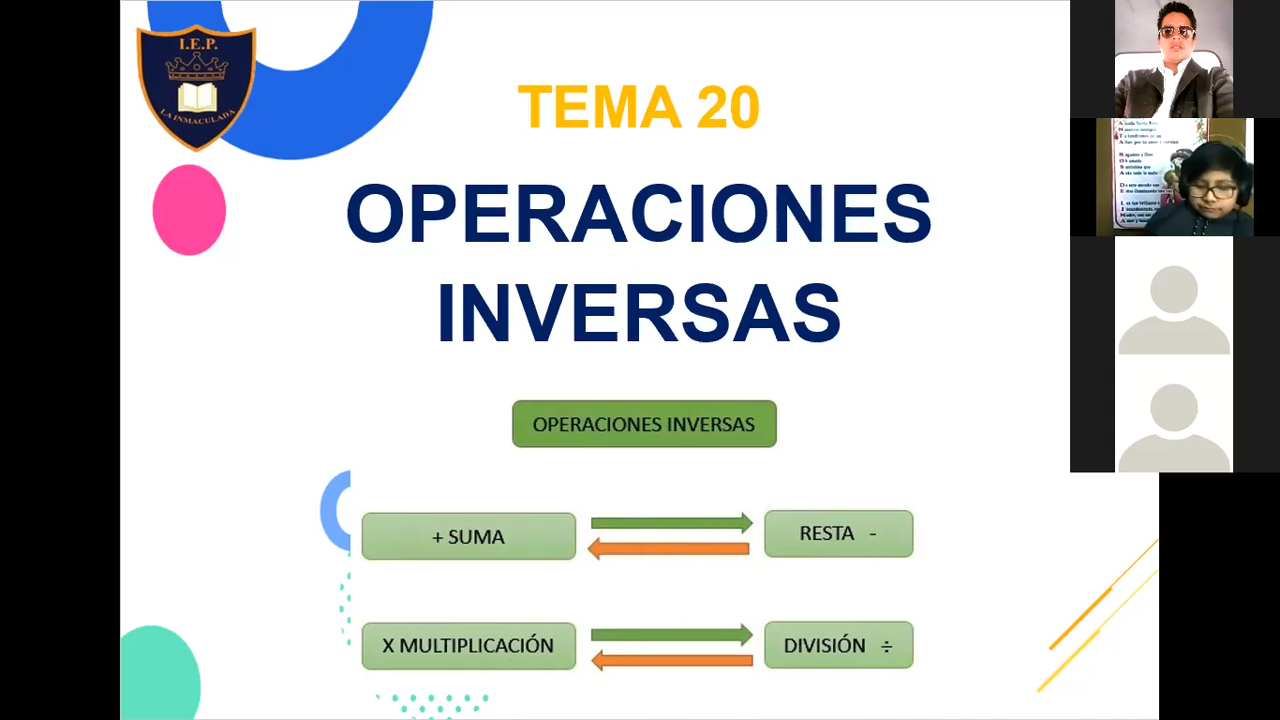 I.E.P.
LA INMACULADA
TEMA 20
OPERACIONES
INVERSAS
OPERACIONES INVERSAS
+ SUMA
RESTA -
X MULTIPLICACIÓN
DIVISIÓN ÷